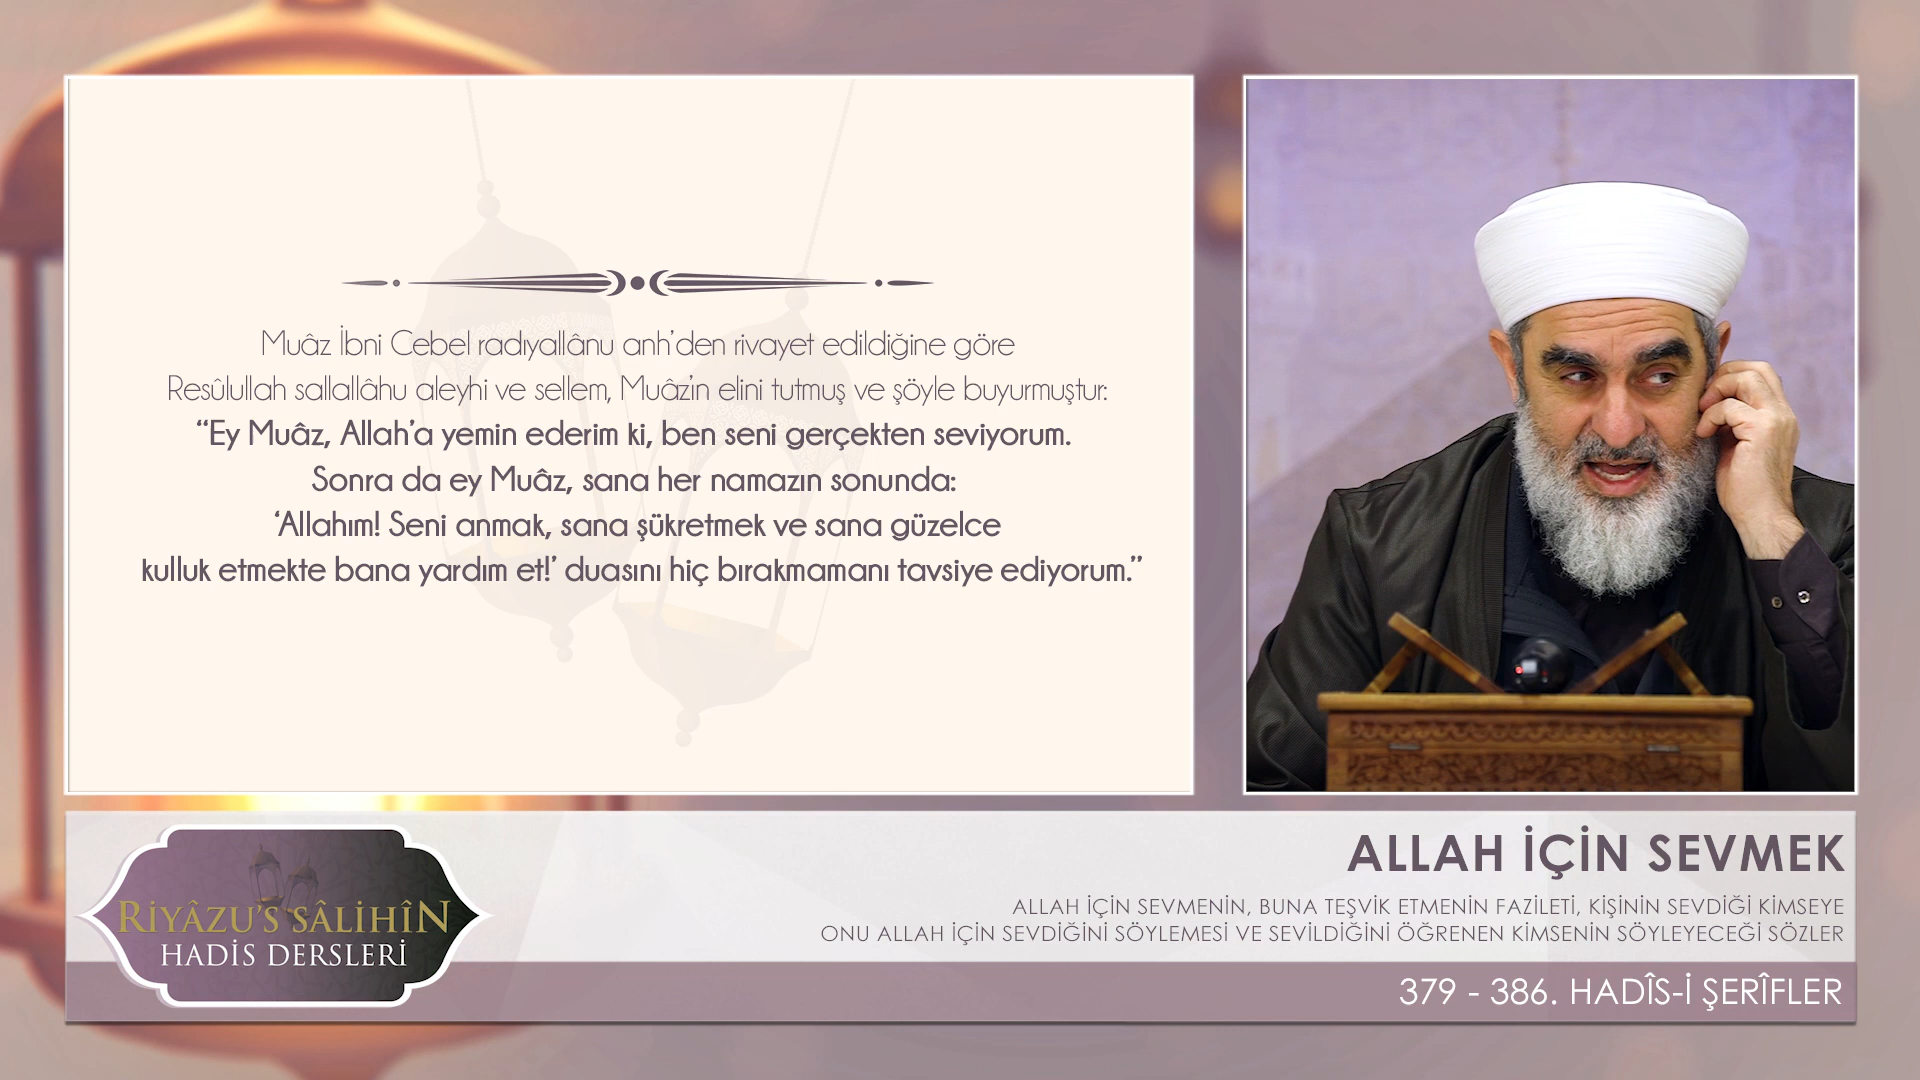 Muâz İbni Cebel radıyallânu anh'den rivayet edildiğine göre
Resûlullah sallallâhu aleyhi ve sellem, Muâz'ın elini tutmuş ve şöyle buyurmuştur:
“Ey Muâz, Allah'a yemin ederim ki, ben seni gerçekten seviyorum.
Sonra da ey Muâz, sana her namazın sonunda:
‘Allahım! Seni anmak, sana şükretmek ve sana güzelce
kulluk etmekte bana yardım et!’ duasını hiç bırakmamanı tavsiye ediyorum.”
ALLAH İÇİN SEVMEK
ALLAH İÇİN SEVMENİN, BUNA TEŞVİK ETMENİN FAZİLETİ, KİŞİNİN SEVDİĞİ KİMSEYE
ONU ALLAH İÇİN SEVDİĞİNİ SÖYLEMESİ VE SEVİLDİĞİNİ ÖĞRENEN KİMSENİN SÖYLEYECEĞİ SÖZLER
RİYÂZU'S SÂLİHÎN
HADİS DERSLERİ
379 - 386. HADÎS-İ ŞERÎFLER